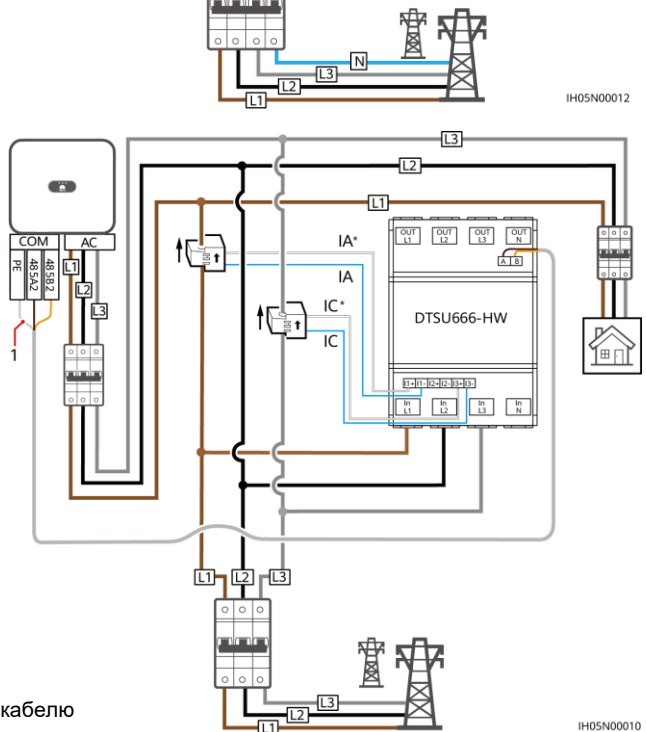 N
L3
L2
L1
IH05N00012
L3
L2
L1
COM AC
PE 485A2 485B2
L1
L2
L3
1
IA*
IA
IC*
IC
OUT L1 OUT L2 OUT L3 OUT N
A B
DTSU666-HW
I1+ I1- I2+ I2- I3+ I3-
In L1 In L2 In L3 In N
L1 L2 L3
кабелю
L3
L2
L1
IH05N00010